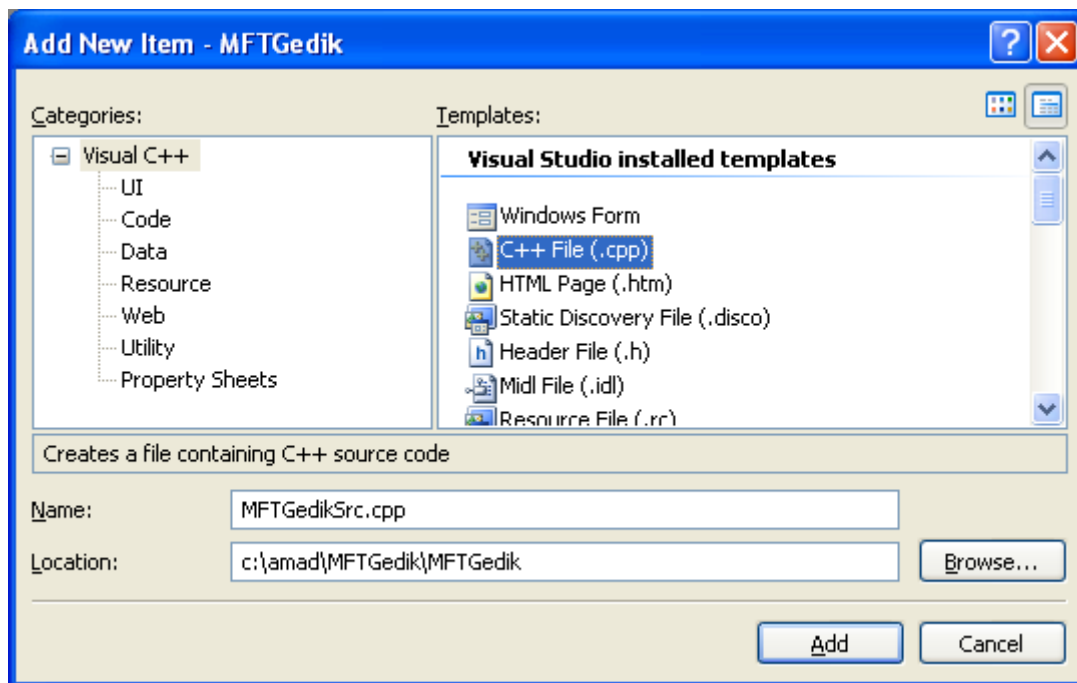 Add New Item - MFTGedik
Categories:
Visual C++
UI
Code
Data
Resource
Web
Utility
Property Sheets
Templates:
Visual Studio installed templates
Windows Form
C++ File (.cpp)
HTML Page (.htm)
Static Discovery File (.disco)
Header File (.h)
Midl File (.idl)
Resource File (.rc)
Creates a file containing C++ source code
Name:
MFTGedikSrc.cpp
Location:
c:\amad\MFTGedik\MFTGedik
Browse...
Add
Cancel